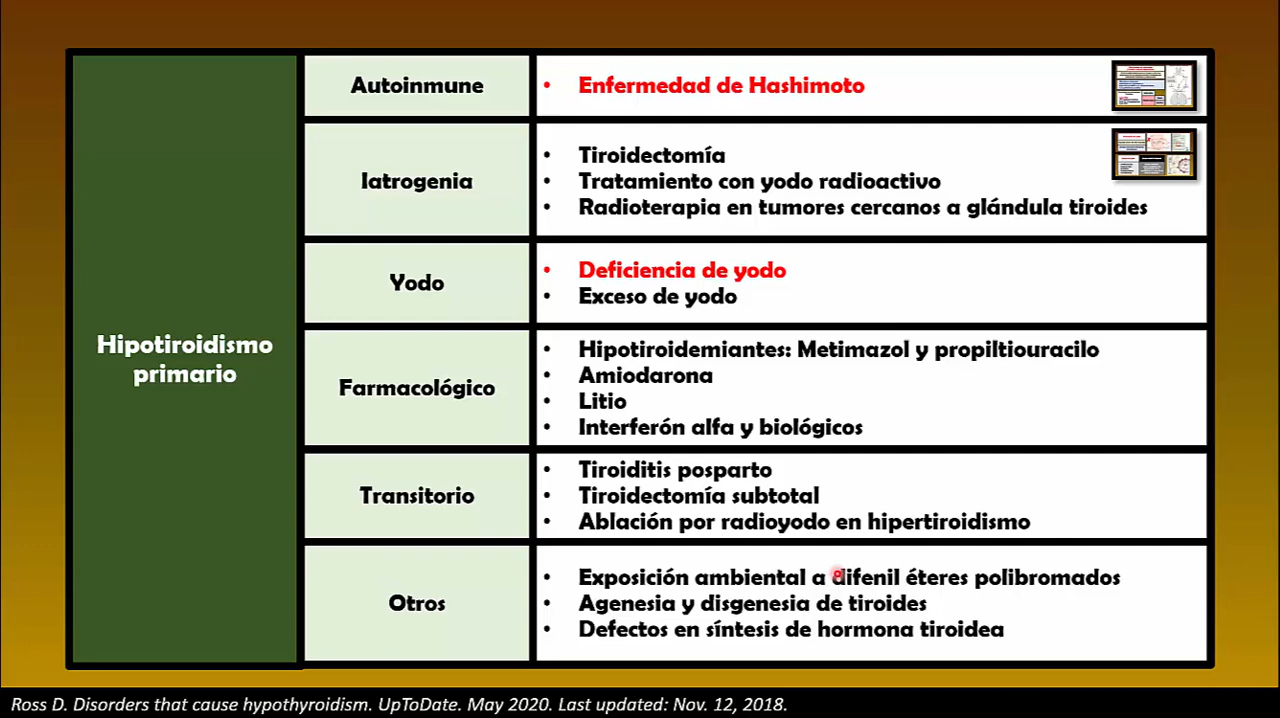 Autoinmune
Enfermedad de Hashimoto
Iatrogenia
Tiroidectomía
Tratamiento con yodo radioactivo
Radioterapia en tumores cercanos a glándula tiroides
Yodo
Deficiencia de yodo
Exceso de yodo
Hipotiroidismo
primario
Farmacológico
Hipotiroidemiantes: Metimazol y propiltiouracilo
Amiodarona
Litio
Interferón alfa y biológicos
Transitorio
Tiroiditis posparto
Tiroidectomía subtotal
Ablación por radioyodo en hipertiroidismo
Otros
Exposición ambiental a difenil éteres polibromados
Agenesia y disgenesia de tiroides
Defectos en síntesis de hormona tiroidea
Ross D. Disorders that cause hypothyroidism. UpToDate. May 2020. Last updated: Nov. 12, 2018.